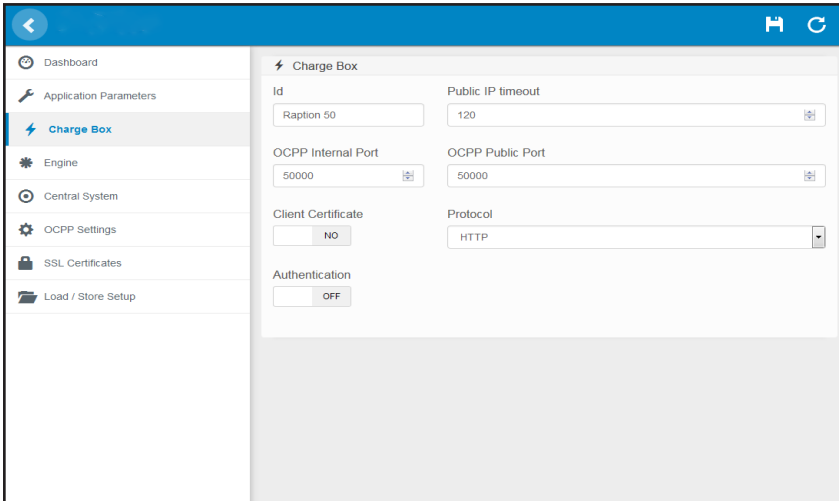 Dashboard
Application Parameters
Charge Box
Engine
Central System
OCPP Settings
SSL Certificates
Load / Store Setup
Charge Box
Id
Public IP timeout
Raption 50
120
OCPP Internal Port
OCPP Public Port
50000
50000
Client Certificate
Protocol
NO
HTTP
Authentication
OFF